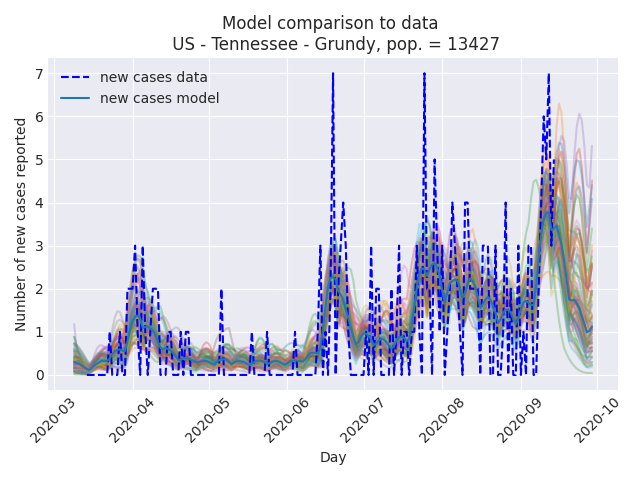 Model comparison to data
US - Tennessee - Grundy, pop. = 13427
new cases data
new cases model
Number of new cases reported
7
6
5
4
3
2
1
0
2020-03
2020-04
2020-05
2020-06
2020-07
2020-08
2020-09
2020-10
Day